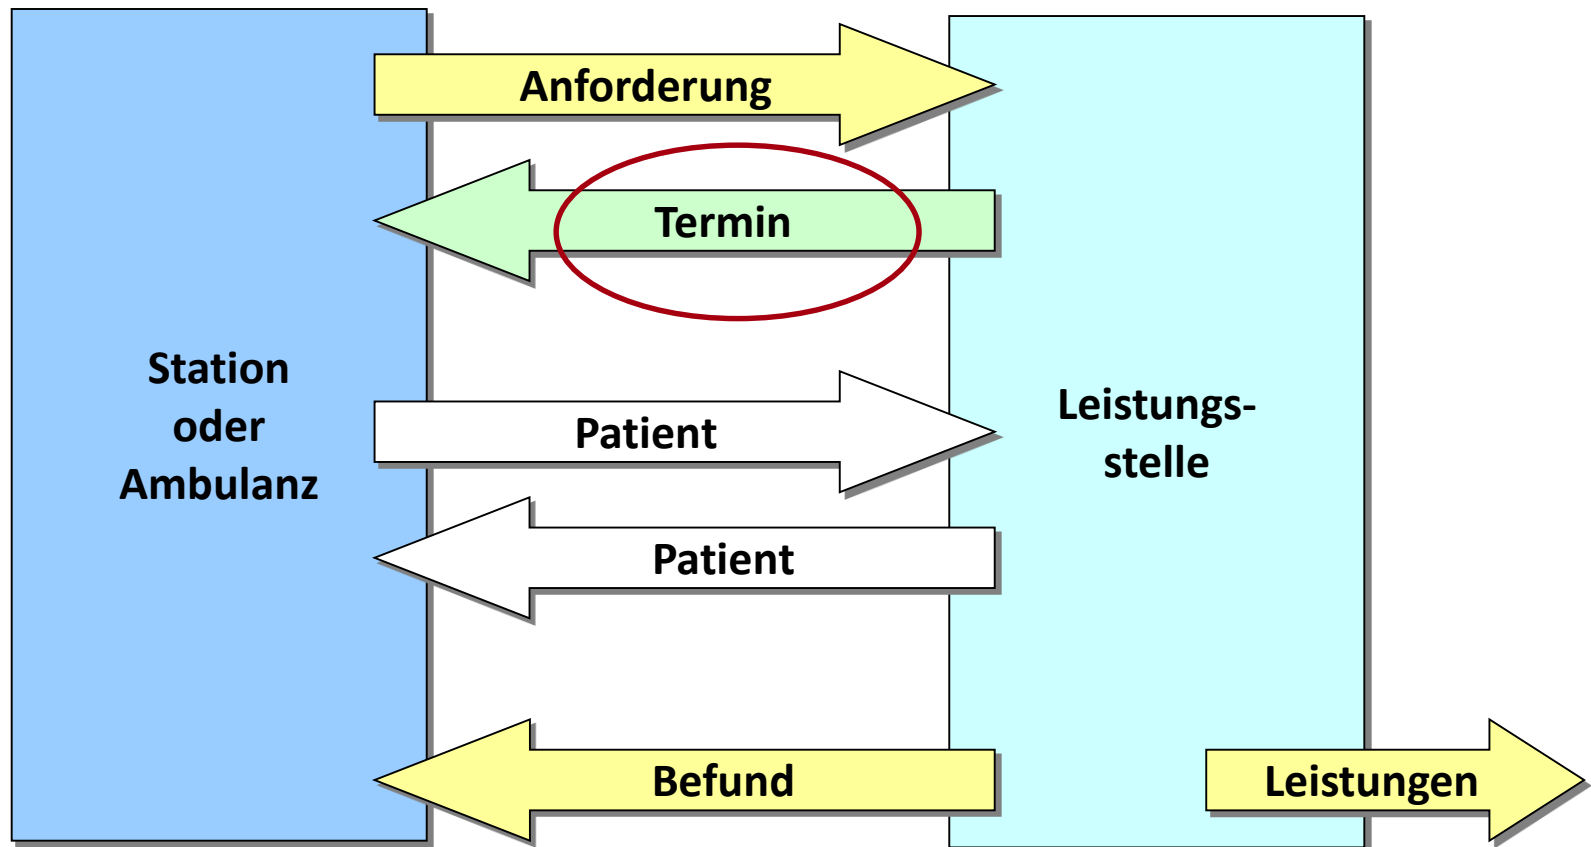 Anforderung
Termin
Station
oder
Ambulanz
Patient
Patient
Leistungs-
stelle
Befund
Leistungen